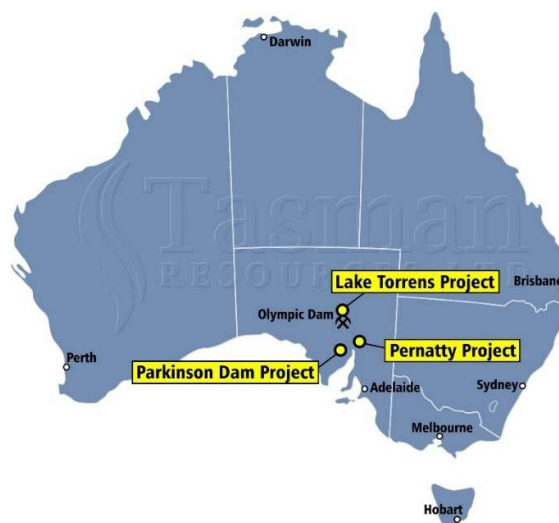 Darwin
Tasman
RESOURCES LTD
Lake Torrens Project
Brisbane
Olympic Dam
Pernatty Project
Perth
Parkinson Dam Project
Adelaide
Sydney
Melbourne
Hobart